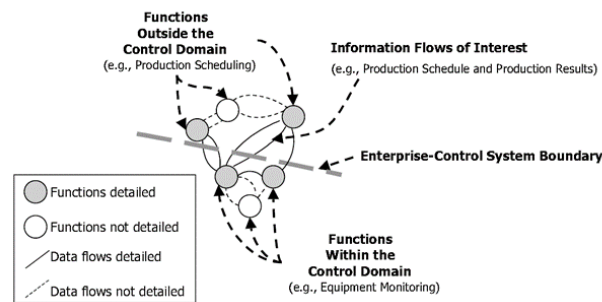 Functions
Outside the
Control Domain
(e.g., Production Scheduling)
Information Flows of Interest
(e.g., Production Schedule and Production Results)
Enterprise-Control System Boundary
Functions detailed
Functions not detailed
Data flows detailed
Data flows not detailed
Functions
Within the
Control Domain
(e.g., Equipment Monitoring)